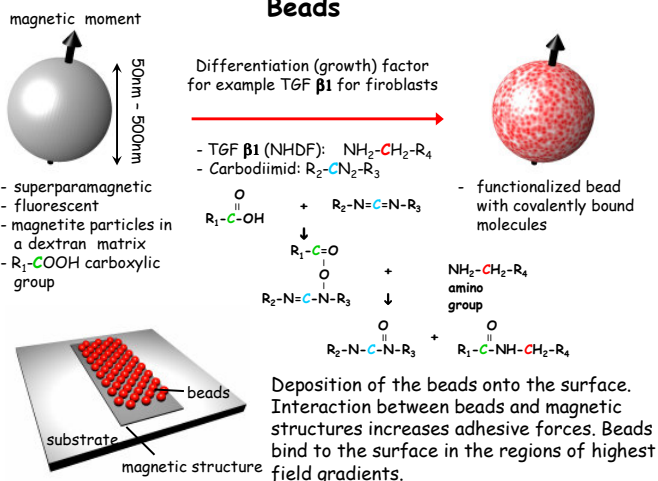 Beads
magnetic moment
50nm - 500nm
Differentiation (growth) factor
for example TGF β1 for firoblasts
- TGF β1 (NHDF): NH₂-CH₂-R₄
- Carbodiimid: R₂-CN₂-R₃
- superparamagnetic
- fluorescent
- magnetite particles in
a dextran matrix
- R₁-COOH carboxylic
group
- functionalized bead
with covalently bound
molecules
O
R₁-C-OH + R₂-N=C=N-R₃
R₁-C=O
O
R₂-N=C-N-R₃ + NH₂-CH₂-R₄
amino
group
O O
R₂-N-C-N-R₃ + R₁-C-NH-CH₂-R₄
beads
substrate
magnetic structure
Deposition of the beads onto the surface.
Interaction between beads and magnetic
structures increases adhesive forces. Beads
bind to the surface in the regions of highest
field gradients.